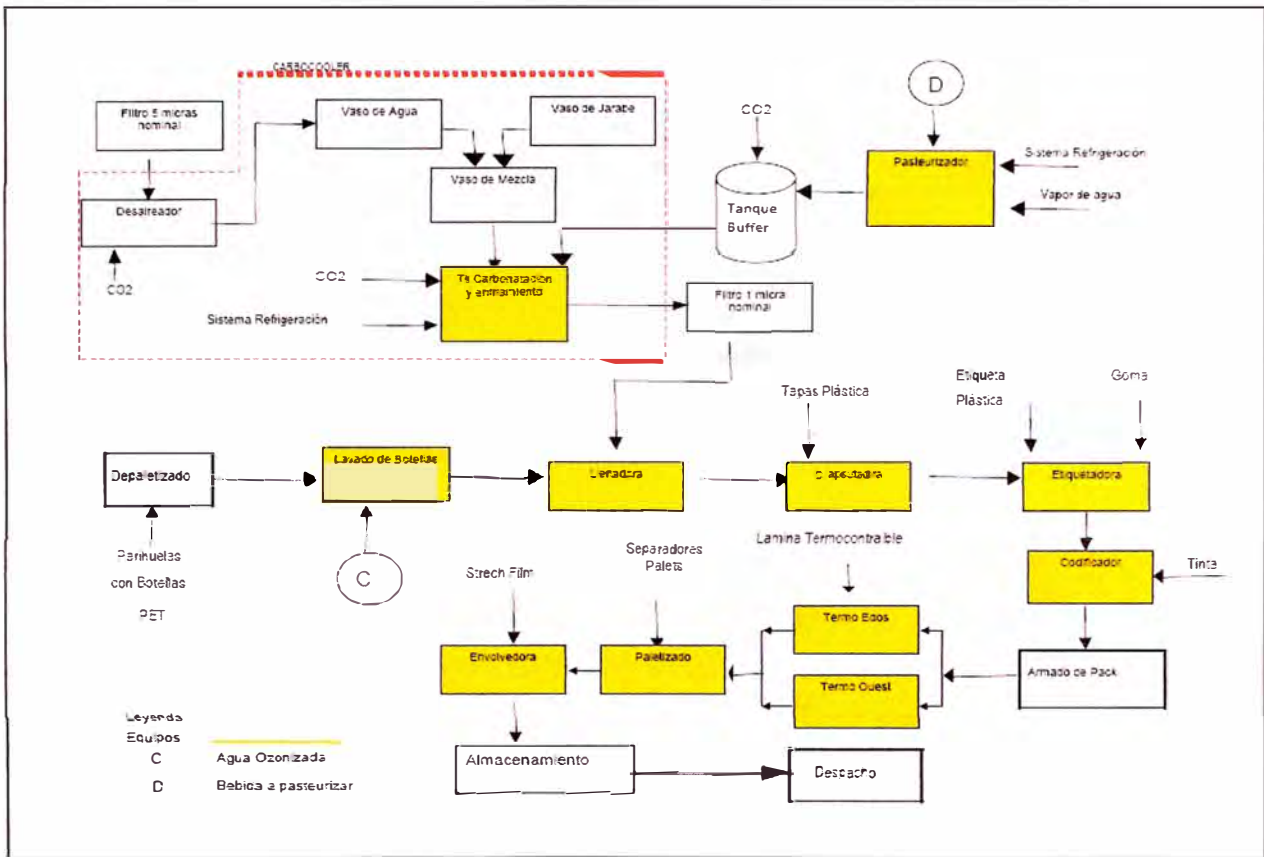 CARBOCOOLER
Filtro 5 micras
nominal
Vaso de Agua
Vaso de Jarabe
CO2
D
Pasteurizador
Sistema Refrigeración
Vapor de agua
Vaso de Mezcla
Desaireador
Tanque
Buffer
CO2
CO2
Tk Carbonatación
y enfriamiento
Filtro 1 micra
nominal
Sistema Refrigeración
Tapas Plástica
Etiqueta
Plástica
Goma
Depalletizado
Lavado de Botellas
Llenadora
Etiquetadora
Parihuelas
con Botellas
PET
C
Strech Film
Separadores
Palets
Lamina Termocontraible
Codificador
Tinta
Termo Edos
Envolvedora
Paletizado
Termo Ouest
Armado de Pack
Leyenda
Equipos
C Agua Ozonizada
D Bebida a pasteurizar
Almacenamiento
Despacho